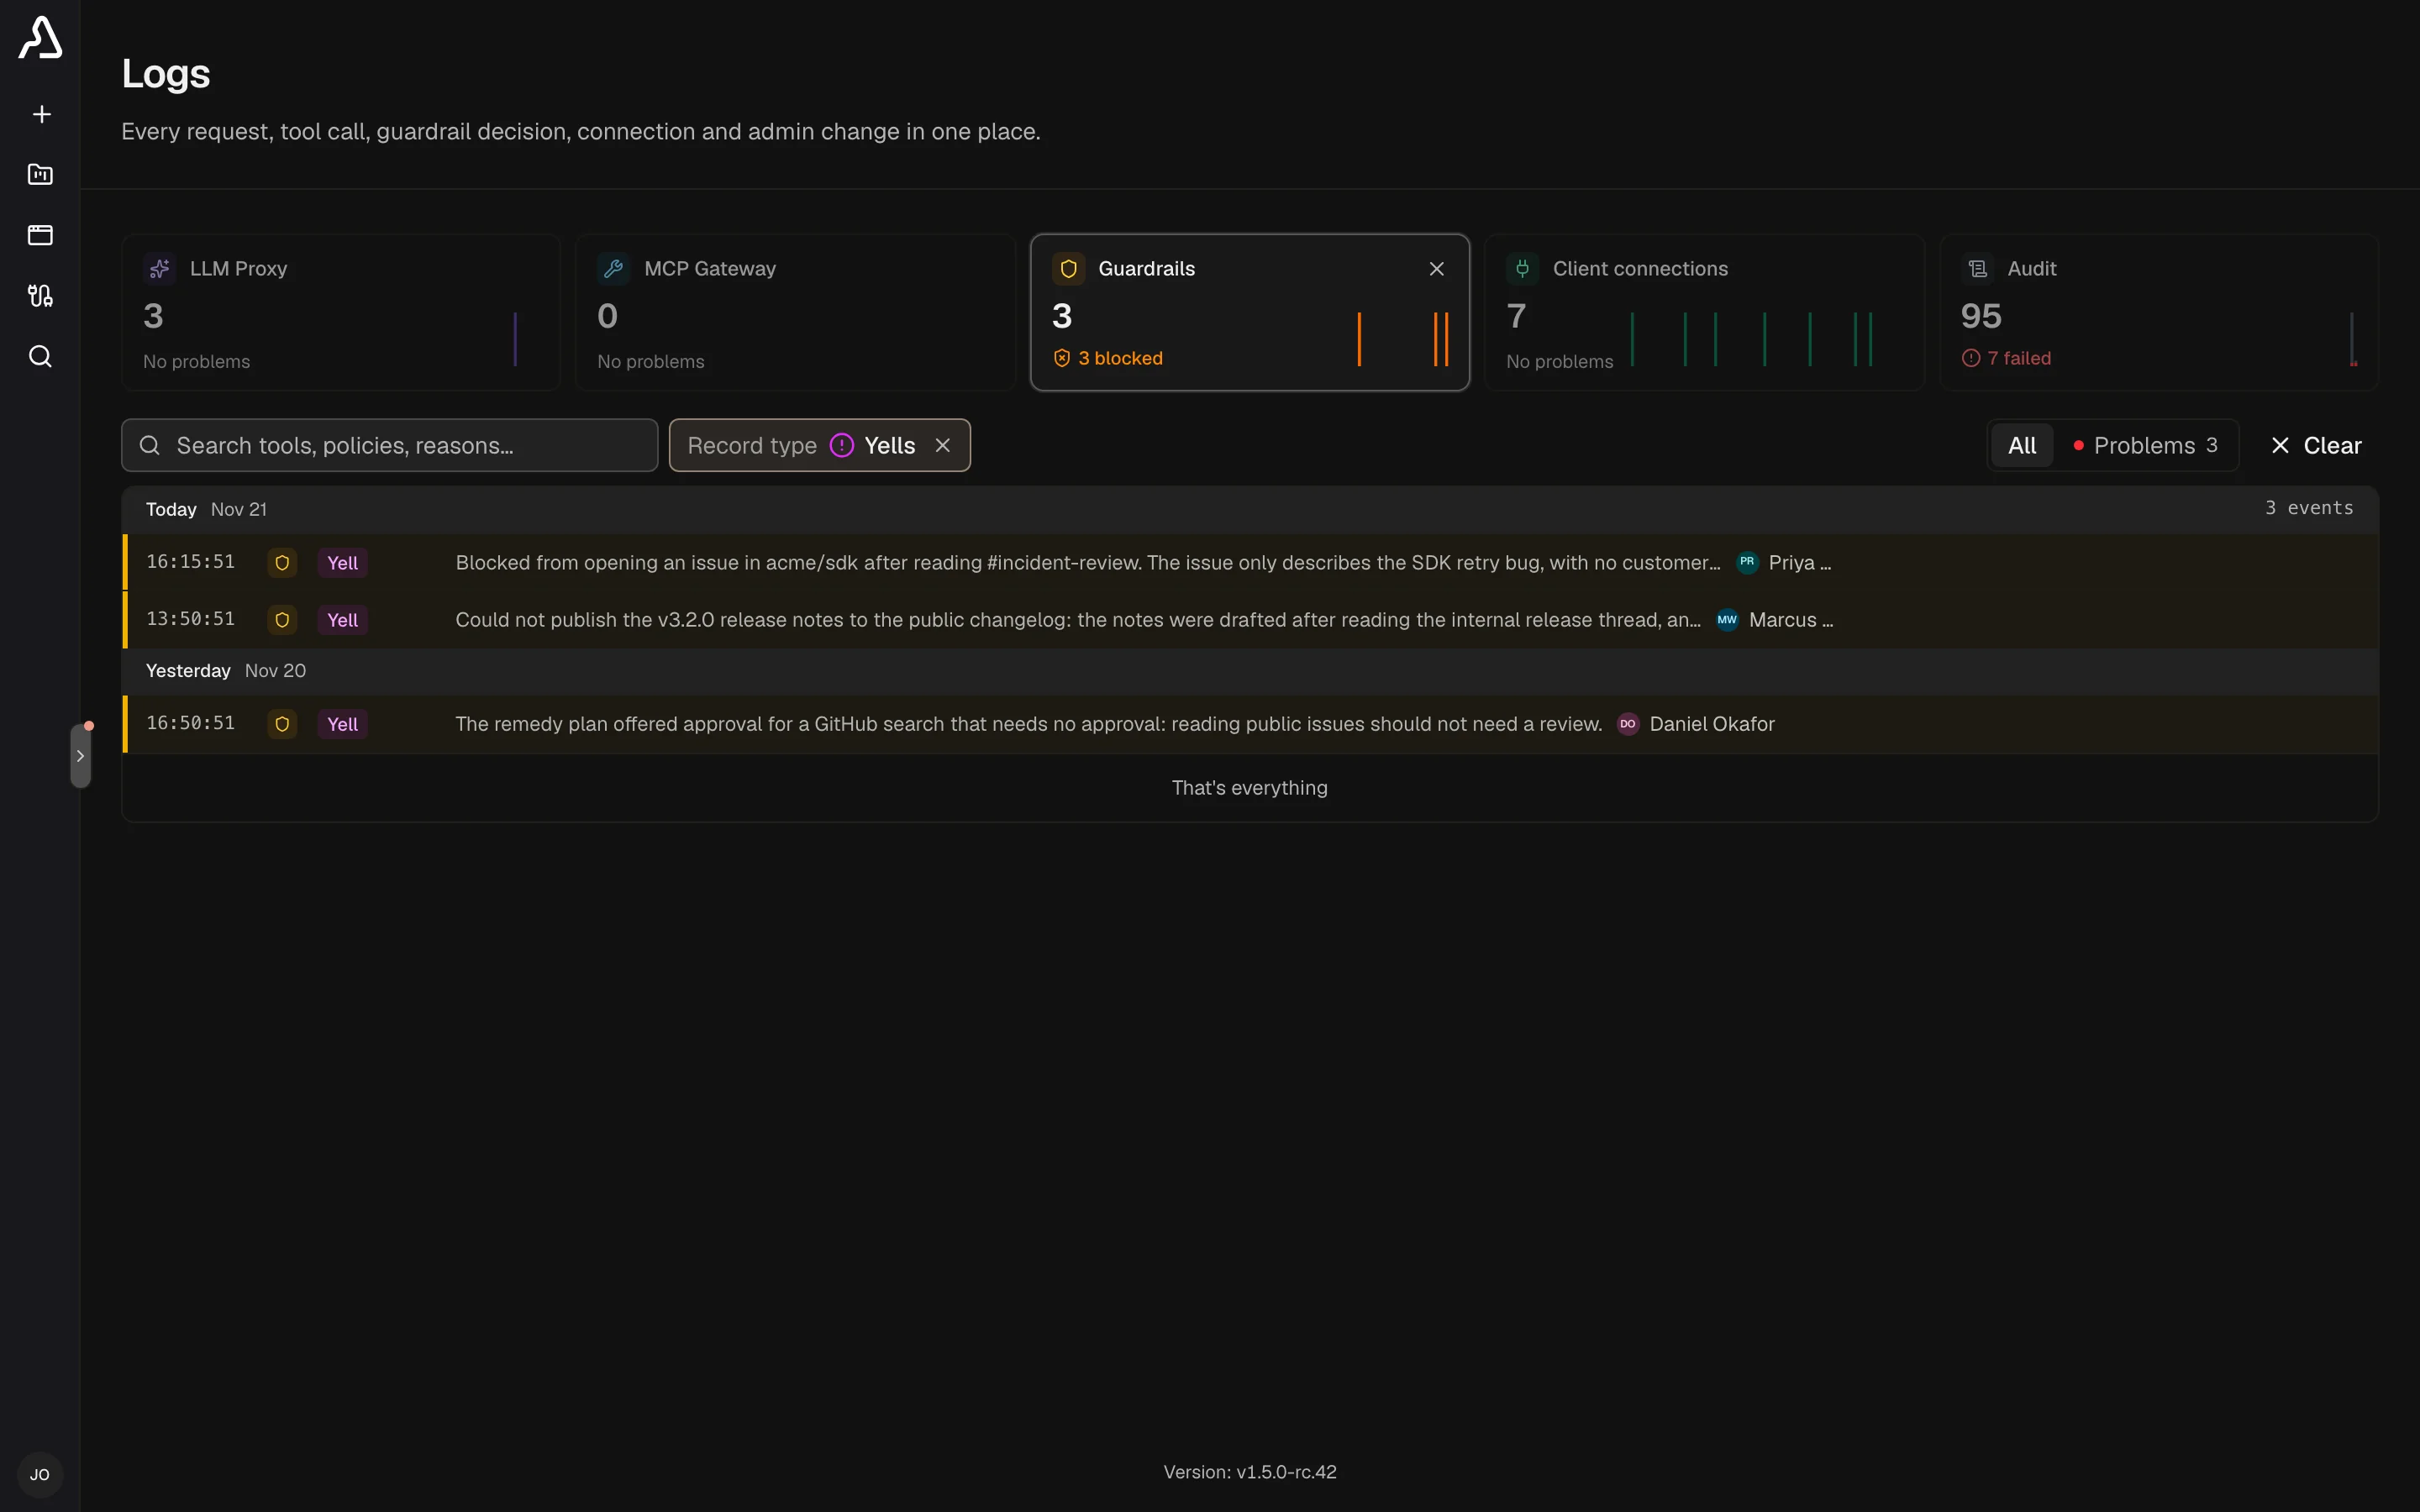 Logs
Every request, tool call, guardrail decision, connection and admin change in one place.
LLM Proxy
3
No problems
MCP Gateway
0
No problems
Guardrails
3
3 blocked
Client connections
7
No problems
Audit
95
7 failed
Search tools, policies, reasons...
Record type Yells
All Problems 3 Clear
Today Nov 21 3 events
16:15:51 Yell Blocked from opening an issue in acme/sdk after reading #incident-review. The issue only describes the SDK retry bug, with no customer... PR Priya ...
13:50:51 Yell Could not publish the v3.2.0 release notes to the public changelog: the notes were drafted after reading the internal release thread, an... MW Marcus ...
Yesterday Nov 20
16:50:51 Yell The remedy plan offered approval for a GitHub search that needs no approval: reading public issues should not need a review. DO Daniel Okafor
That's everything
JO
Version: v1.5.0-rc.42